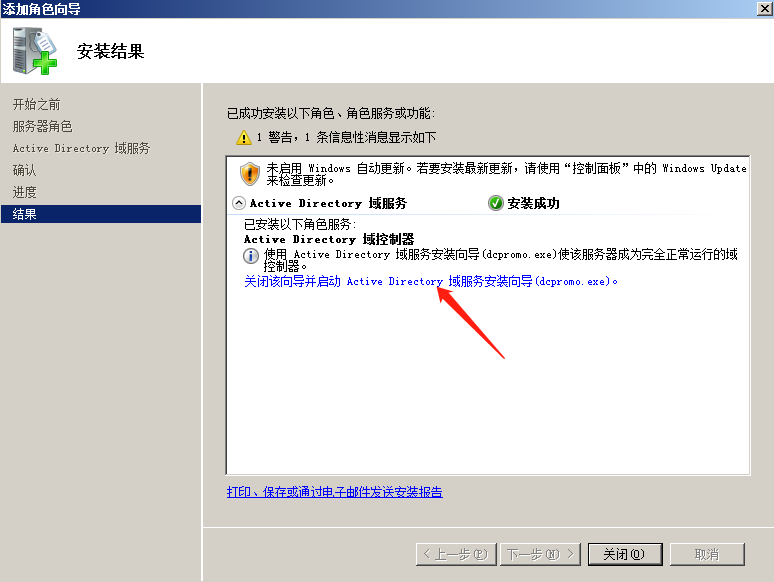 添加角色向导
安装结果
开始之前
服务器角色
Active Directory 域服务
确认
进度
结果
已成功安装以下角色、角色服务或功能:
1 警告，1 条信息性消息显示如下
未启用 Windows 自动更新。若要安装最新更新，请使用“控制面板”中的 Windows Update
来检查更新。
Active Directory 域服务 安装成功
已安装以下角色服务:
Active Directory 域控制器
使用 Active Directory 域服务安装向导(dcpromo.exe)使该服务器成为完全正常运行的域
控制器。
关闭该向导并启动 Active Directory 域服务安装向导(dcpromo.exe)。
打印、保存或通过电子邮件发送安装报告
< 上一步(P) 下一步(N) > 关闭(O) 取消